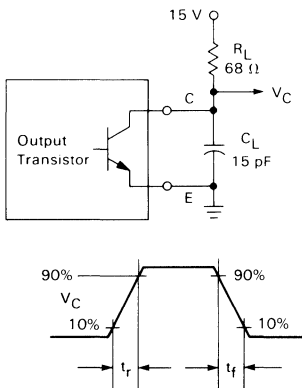 15 V
R_L
68 Ω
C
V_C
Output
Transistor
C_L
15 pF
E
90%
90%
V_C
10%
10%
t_r
t_f